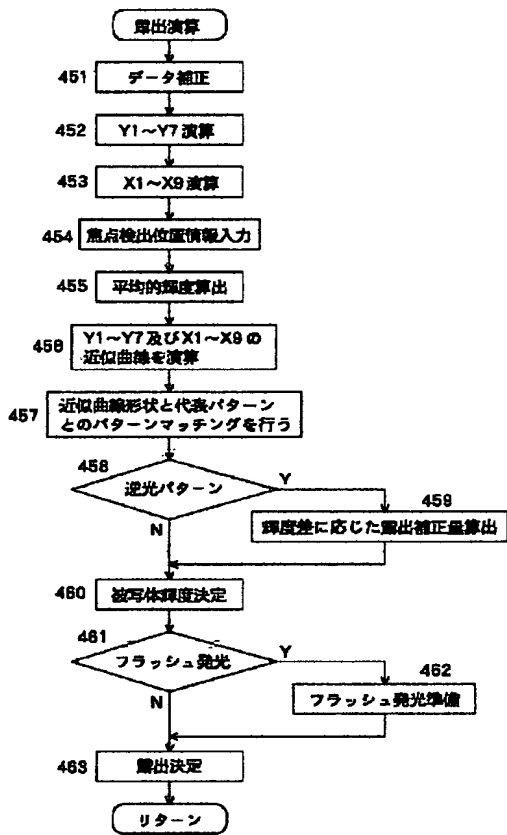 露出演算
451
データ補正
452
Y1～Y7 演算
453
X1～X9 演算
454
焦点検出位置情報入力
455
平均的輝度算出
456
Y1～Y7 及びX1～X9 の
近似曲線を演算
457
近似曲線形状と代表パターン
とのパターンマッチングを行う
458
逆光パターン
Y
N
459
輝度差に応じた露出補正量算出
460
被写体輝度決定
461
フラッシュ発光
Y
N
462
フラッシュ発光準備
463
露出決定
リターン